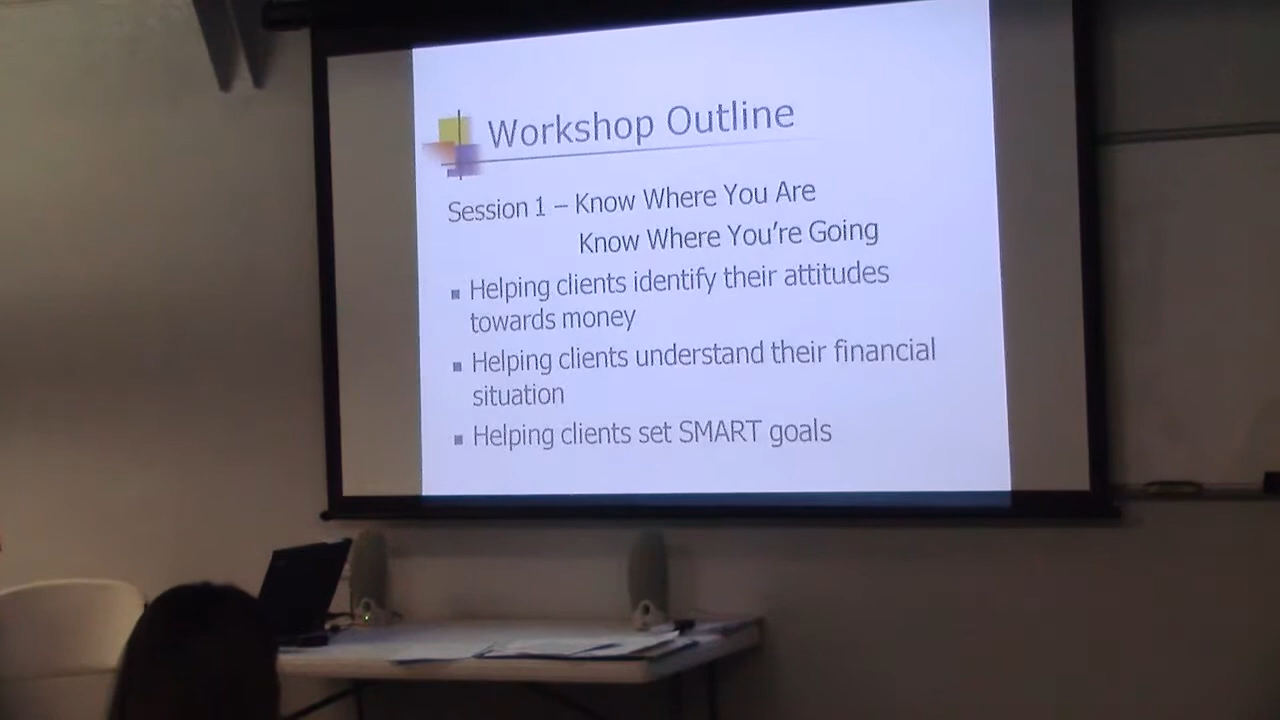 Workshop Outline
Session 1 – Know Where You Are
Know Where You're Going
Helping clients identify their attitudes
towards money
Helping clients understand their financial
situation
Helping clients set SMART goals